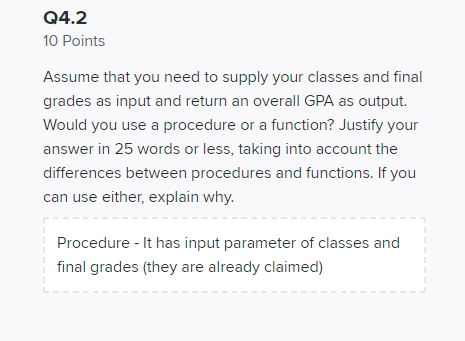 Q4.2
10 Points
Assume that you need to supply your classes and final
grades as input and return an overall GPA as output.
Would you use a procedure or a function? Justify your
answer in 25 words or less, taking into account the
differences between procedures and functions. If you
can use either, explain why.
Procedure - It has input parameter of classes and
final grades (they are already claimed)